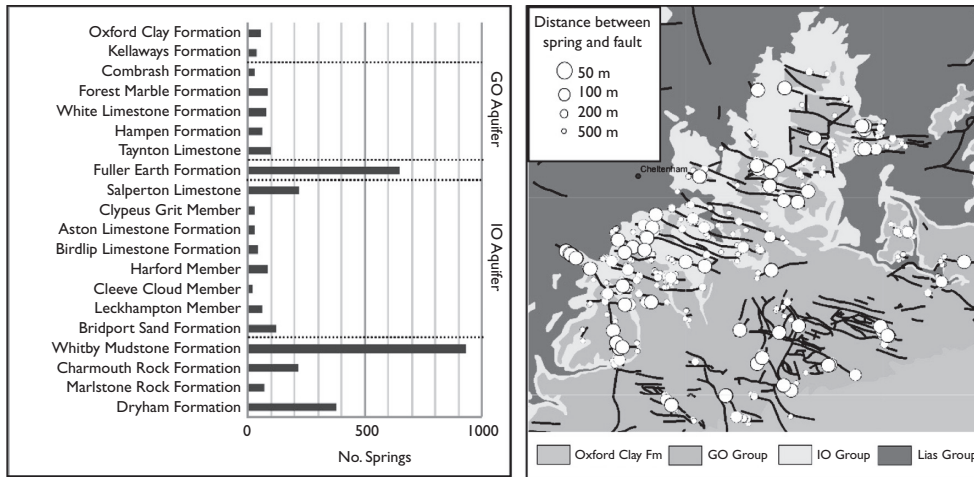 Oxford Clay Formation
Kellaways Formation
Combrash Formation
Forest Marble Formation
White Limestone Formation
Hampen Formation
Taynton Limestone
Fuller Earth Formation
Salperton Limestone
Clypeus Grit Member
Aston Limestone Formation
Birdlip Limestone Formation
Harford Member
Cleeve Cloud Member
Leckhampton Member
Bridport Sand Formation
Whitby Mudstone Formation
Charmouth Rock Formation
Marlstone Rock Formation
Dryham Formation
GO Aquifer
IO Aquifer
0 500 1000
No. Springs
Distance between
spring and fault
50 m
100 m
200 m
500 m
Cheltenham
Oxford Clay Fm GO Group IO Group Lias Group